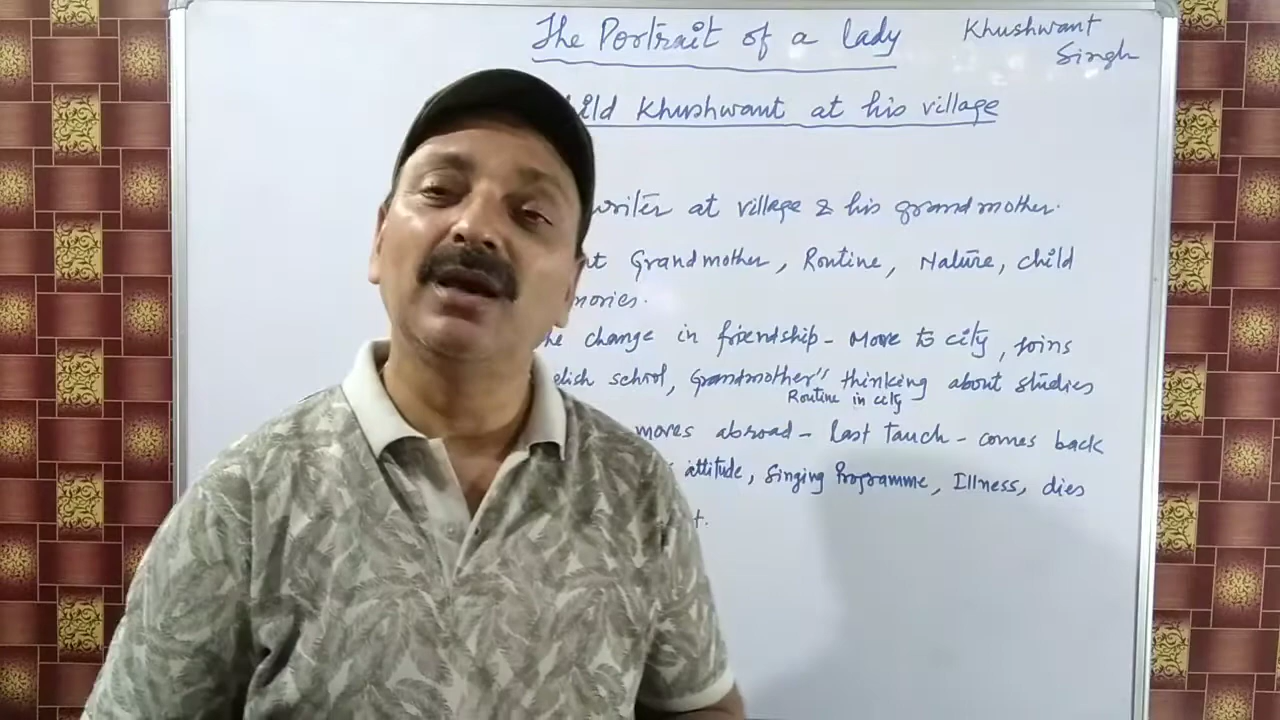 The Portrait of a lady
Khushwant
Singh
ild Khushwant at his village
writer at village & his grandmother.
nt Grandmother, Routine, Nature, child
mories.
he change in friendship - Move to city, joins
glish school, Grandmother's thinking about studies
Routine in city
moves abroad - last touch - comes back
attitude, Singing Programme, Illness, dies
t.